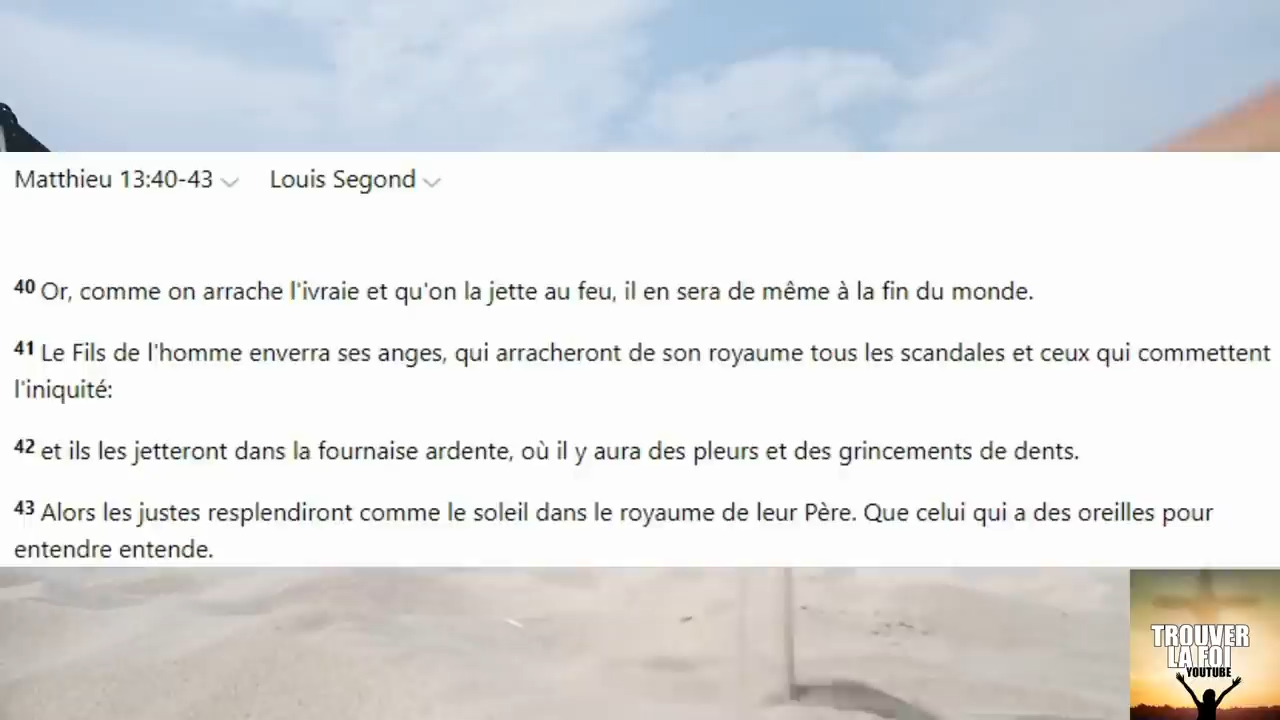 Matthieu 13:40-43 Louis Segond
40 Or, comme on arrache l'ivraie et qu'on la jette au feu, il en sera de même à la fin du monde.
41 Le Fils de l'homme enverra ses anges, qui arracheront de son royaume tous les scandales et ceux qui commettent
l'iniquité:
42 et ils les jetteront dans la fournaise ardente, où il y aura des pleurs et des grincements de dents.
43 Alors les justes resplendiront comme le soleil dans le royaume de leur Père. Que celui qui a des oreilles pour
entendre entende.
TROUVER
LA FOI
YOUTUBE